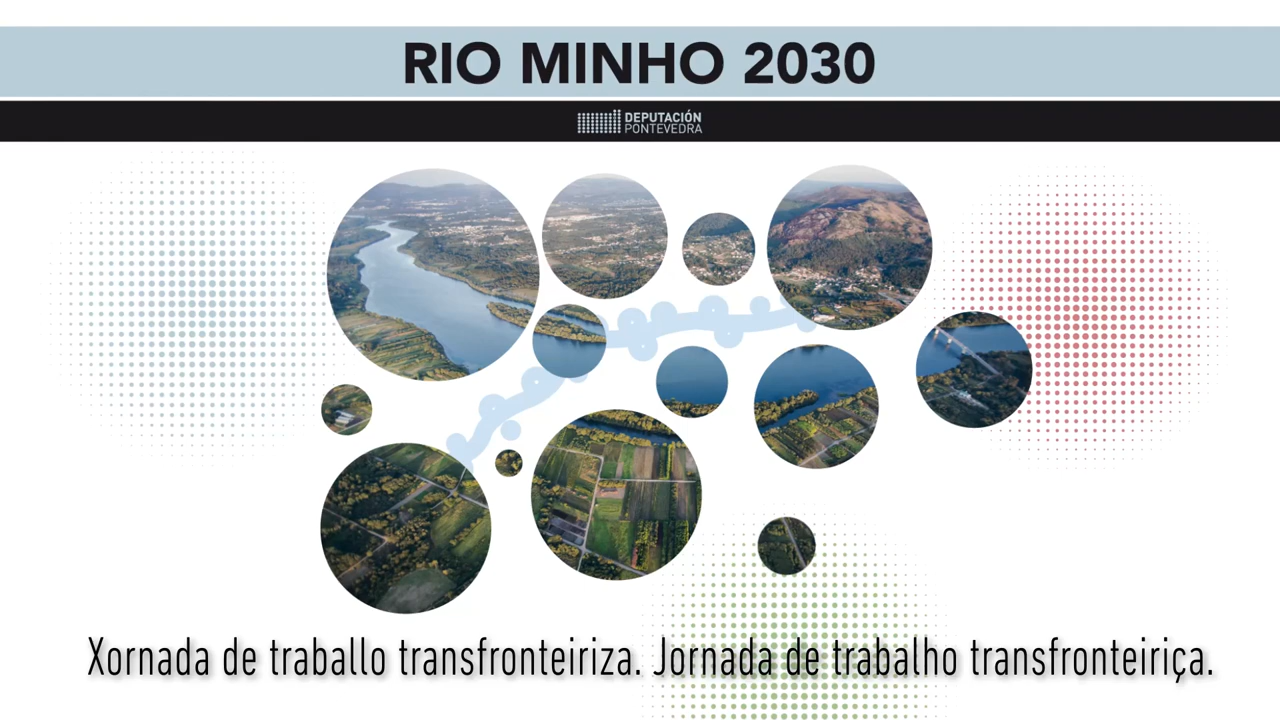 RIO MINHO 2030
DEPUTACIÓN
PONTEVEDRA
Xornada de traballo transfronteiriza. Jornada de trabalho transfronteiriça.